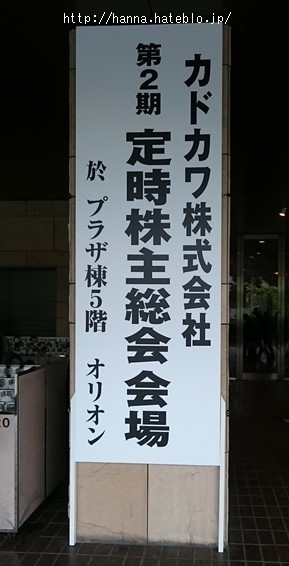 http://hanna.hateblo.jp/
カドカワ株式会社
第2期 定時株主総会会場
於 プラザ棟5階 オリオン
20